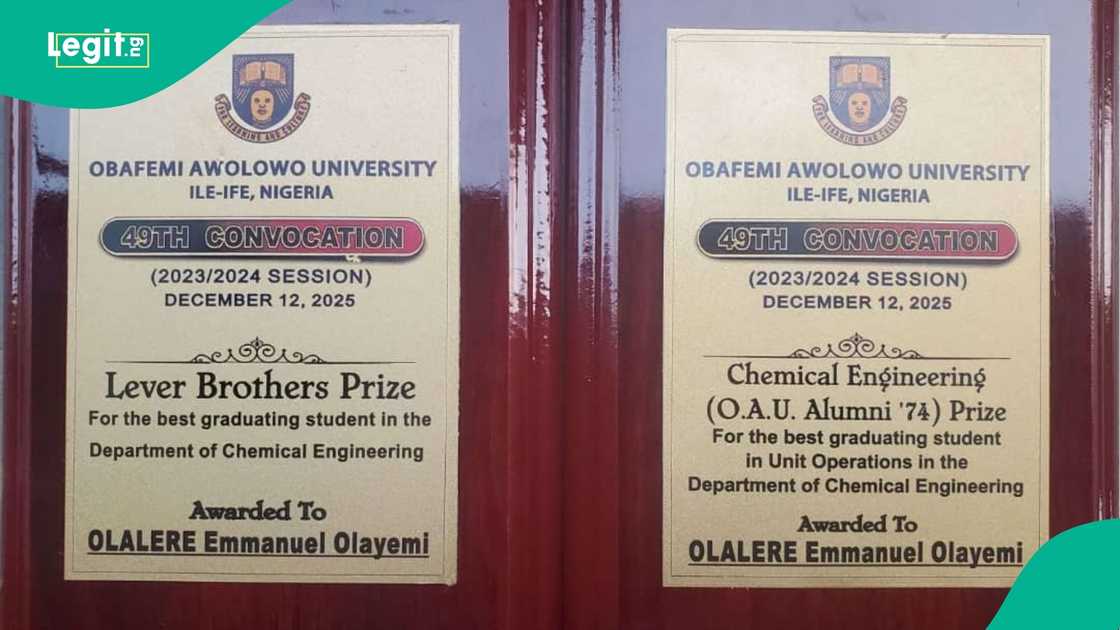 Legit.ng
FOR LEARNING AND CULTURE
OBAFEMI AWOLOWO UNIVERSITY
ILE-IFE, NIGERIA
49TH CONVOCATION
(2023/2024 SESSION)
DECEMBER 12, 2025
Lever Brothers Prize
For the best graduating student in the
Department of Chemical Engineering
Awarded To
OLALERE Emmanuel Olayemi
FOR LEARNING AND CULTURE
OBAFEMI AWOLOWO UNIVERSITY
ILE-IFE, NIGERIA
49TH CONVOCATION
(2023/2024 SESSION)
DECEMBER 12, 2025
Chemical Engineering
(O.A.U. Alumni '74) Prize
For the best graduating student
in Unit Operations in the
Department of Chemical Engineering
Awarded To
OLALERE Emmanuel Olayemi